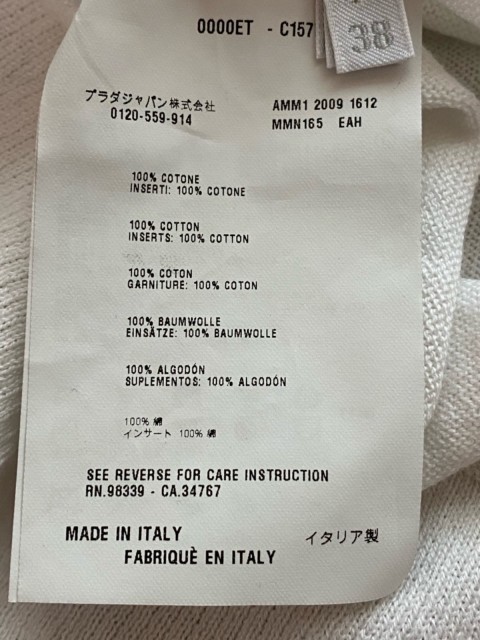 0000ET - C157
38
プラダジャパン株式会社
0120-559-914
AMM1 2009 1612
MMN165 EAH
100% COTONE
INSERTI: 100% COTONE
100% COTTON
INSERTS: 100% COTTON
100% COTON
GARNITURE: 100% COTON
100% BAUMWOLLE
EINSÄTZE: 100% BAUMWOLLE
100% ALGODÓN
SUPLEMENTOS: 100% ALGODÓN
100% 綿
インサート 100% 綿
SEE REVERSE FOR CARE INSTRUCTION
RN.98339 - CA.34767
MADE IN ITALY
FABRIQUÈ EN ITALY
イタリア製